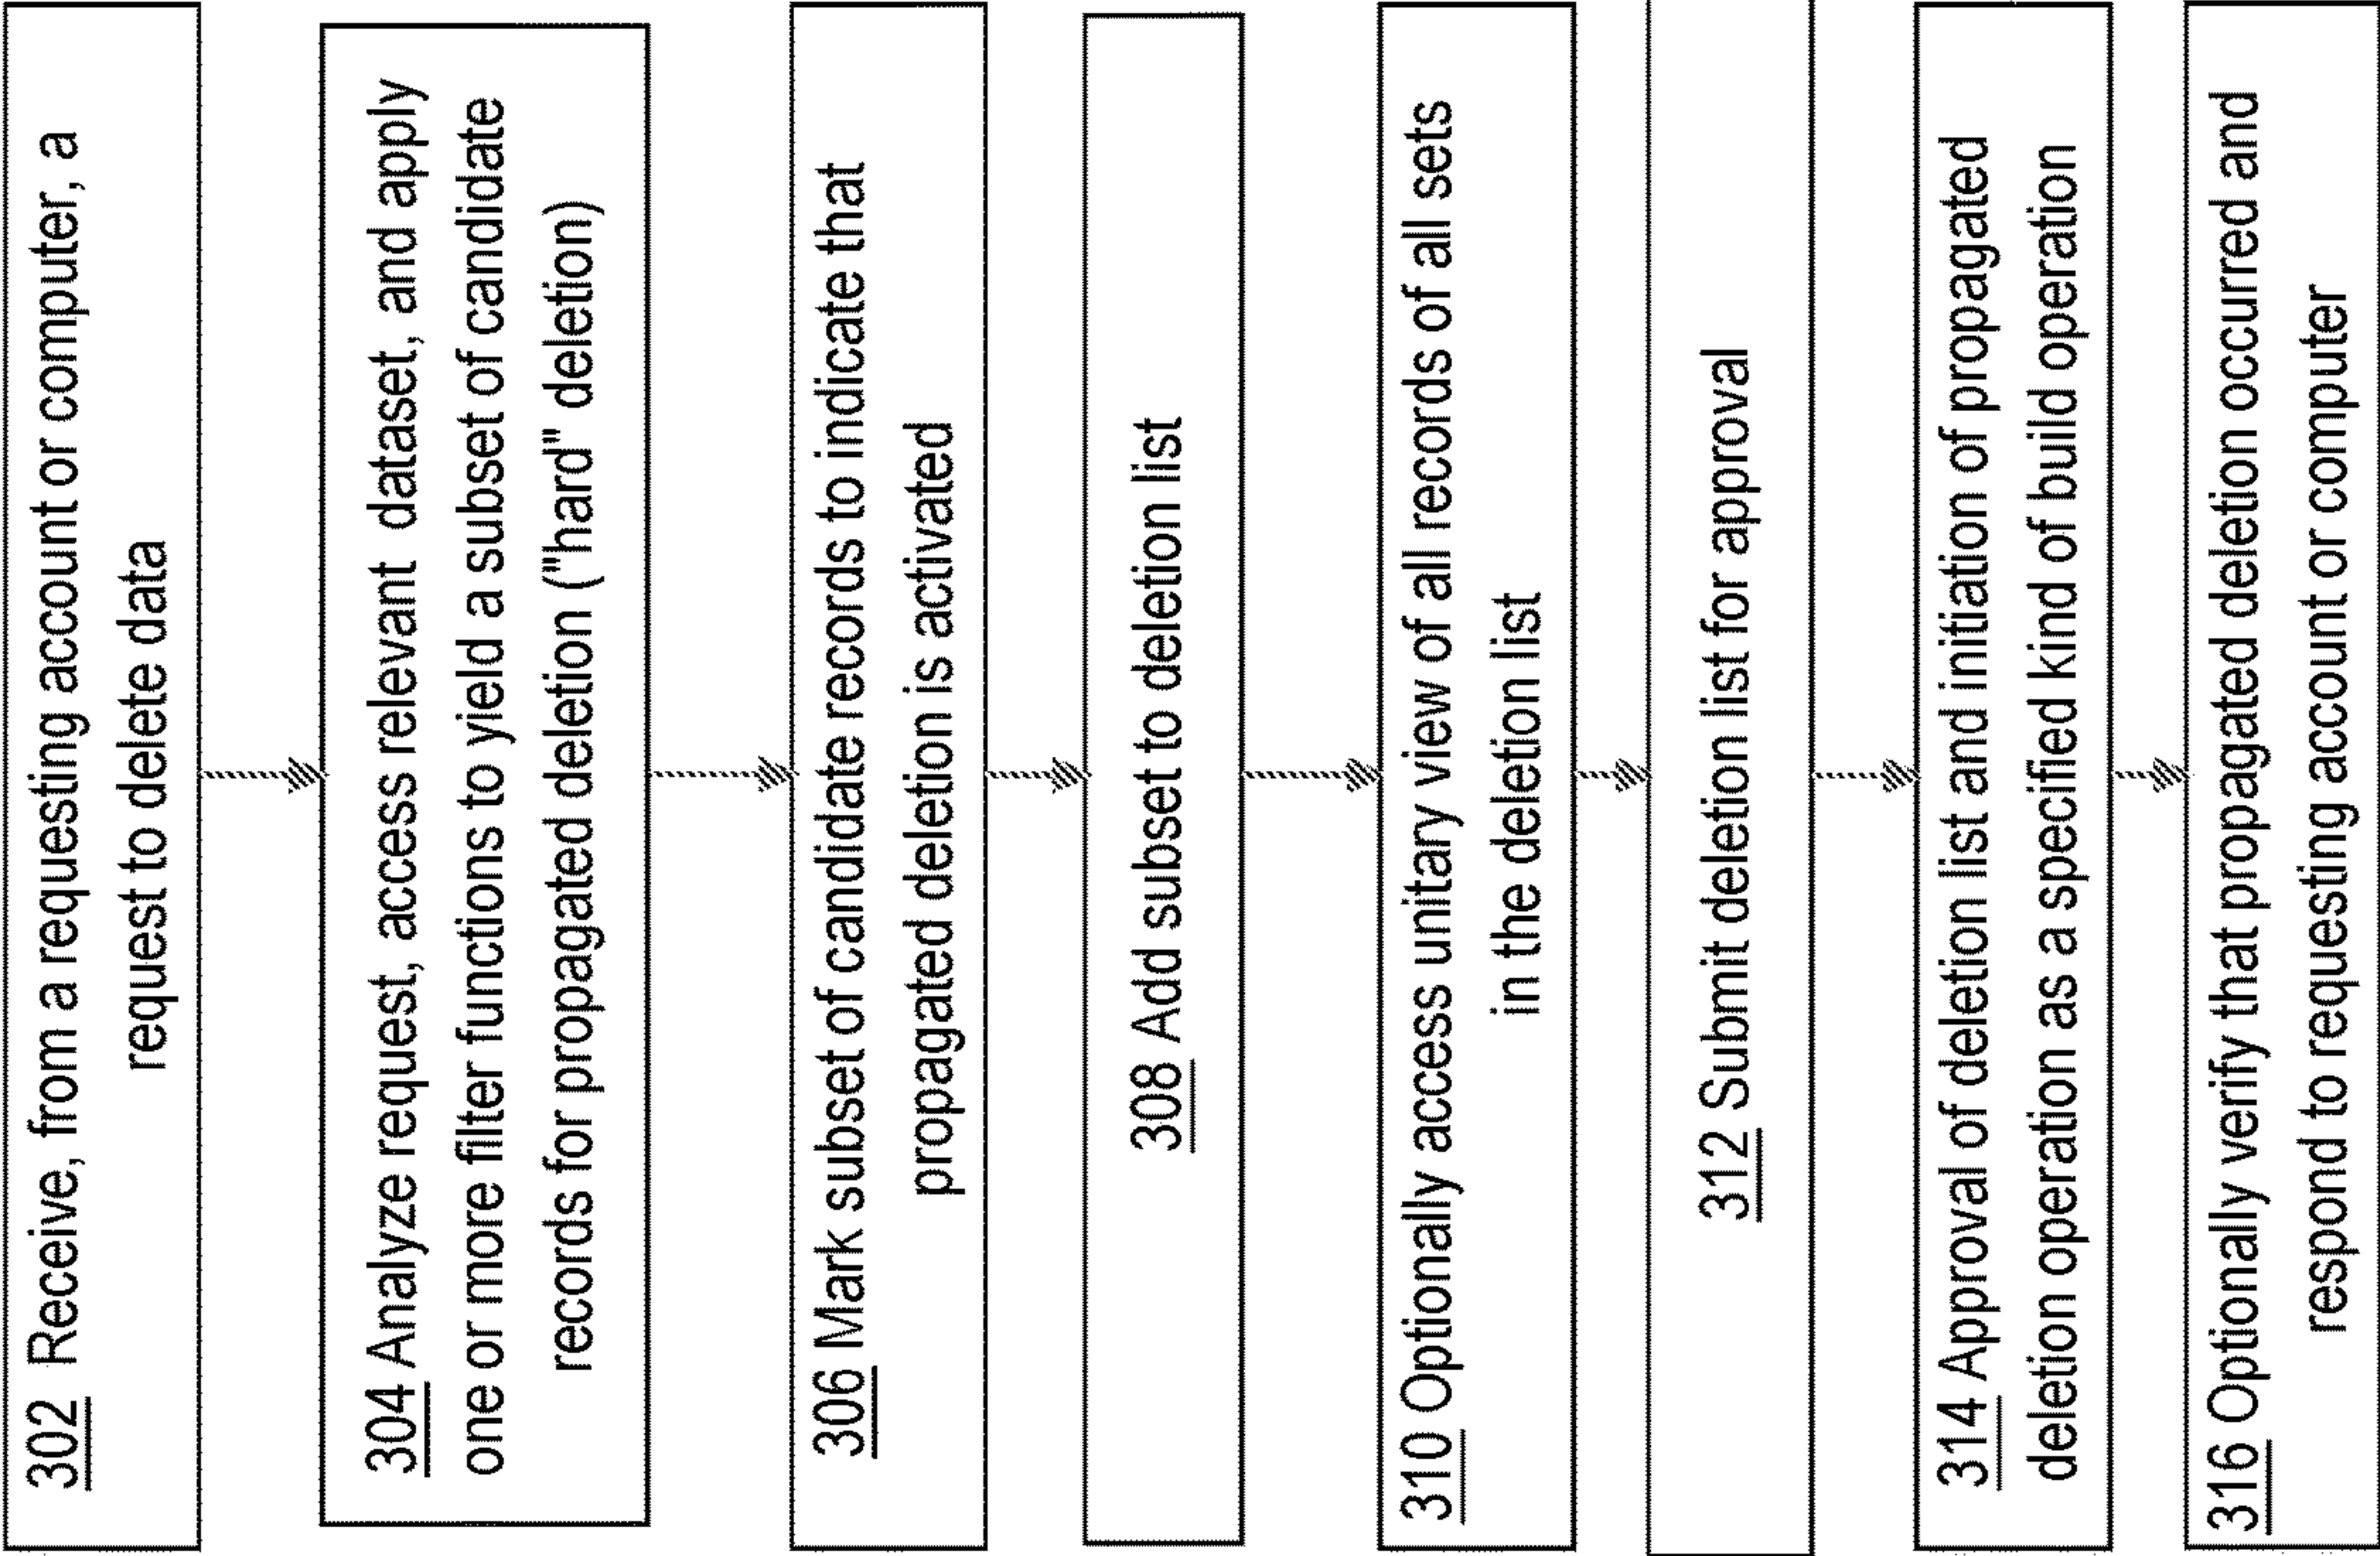 302 Receive, from a requesting account or computer, a
request to delete data
304 Analyze request, access relevant dataset, and apply
one or more filter functions to yield a subset of candidate
records for propagated deletion ("hard" deletion)
306 Mark subset of candidate records to indicate that
propagated deletion is activated
308 Add subset to deletion list
310 Optionally access unitary view of all records of all sets
in the deletion list
312 Submit deletion list for approval
314 Approval of deletion list and initiation of propagated
deletion operation as a specified kind of build operation
316 Optionally verify that propagated deletion occurred and
respond to requesting account or computer